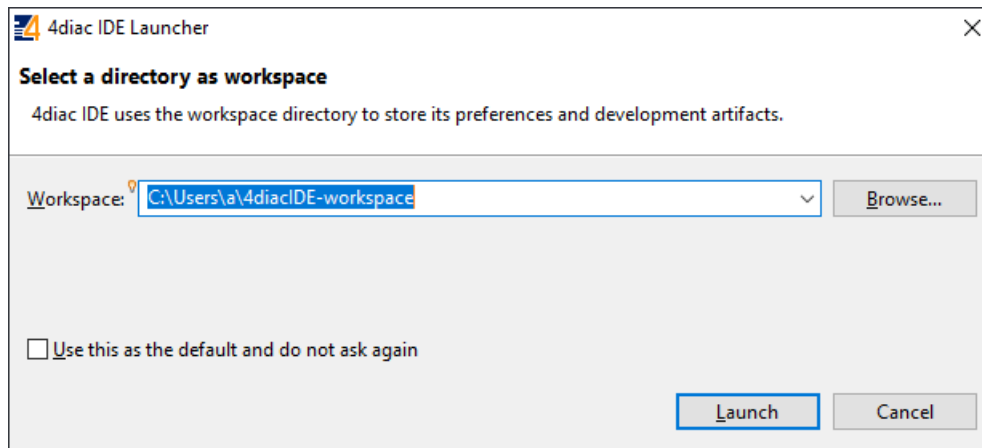 4diac IDE Launcher
Select a directory as workspace
4diac IDE uses the workspace directory to store its preferences and development artifacts.
Workspace: C:\Users\a\4diacIDE-workspace Browse...
Use this as the default and do not ask again
Launch Cancel